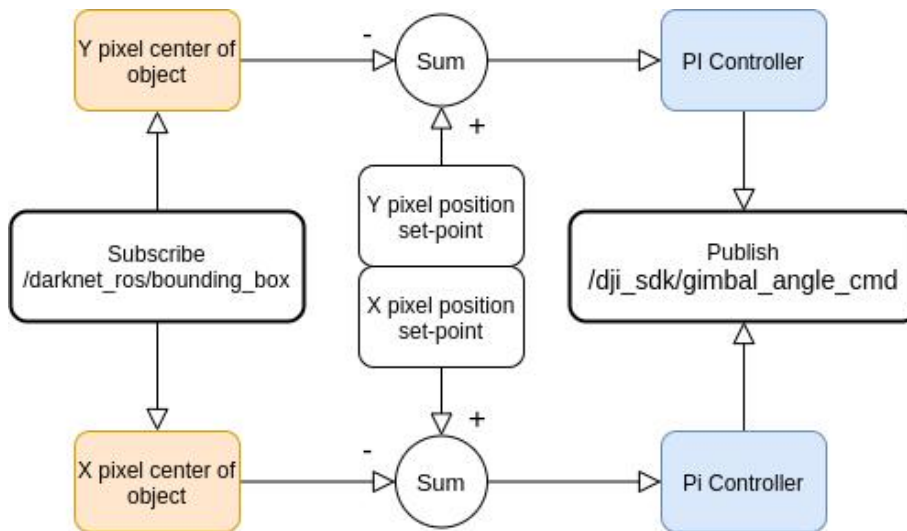 Y pixel center of
object
-
Sum
PI Controller
+
Subscribe
/darknet_ros/bounding_box
Y pixel position
set-point
X pixel position
set-point
Publish
/dji_sdk/gimbal_angle_cmd
X pixel center of
object
-
+
Sum
Pi Controller